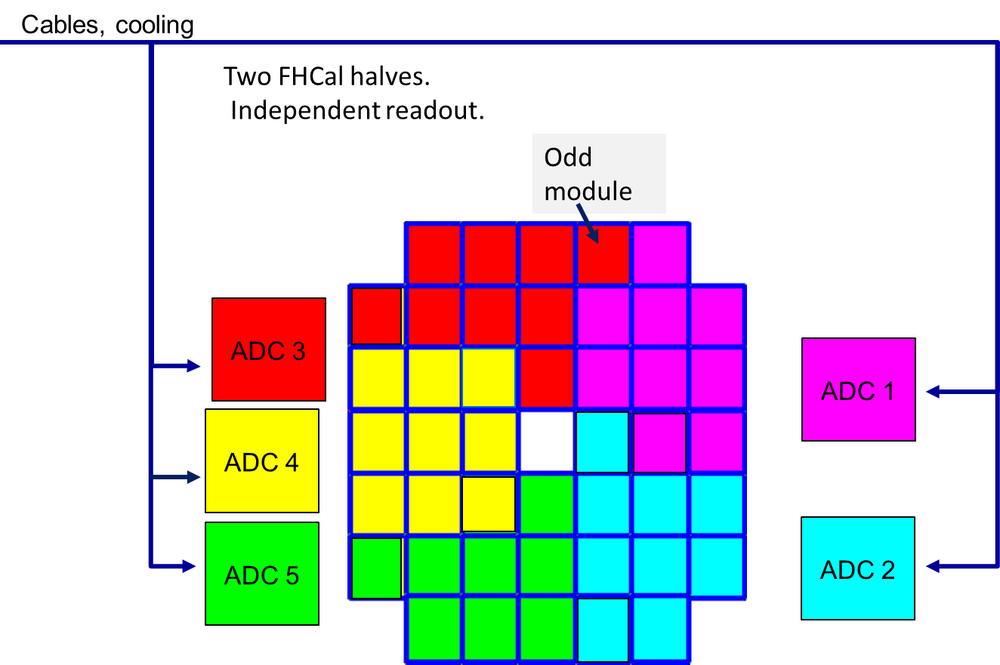 Cables, cooling
Two FHCal halves.
Independent readout.
Odd
module
ADC 3
ADC 1
ADC 4
ADC 5
ADC 2